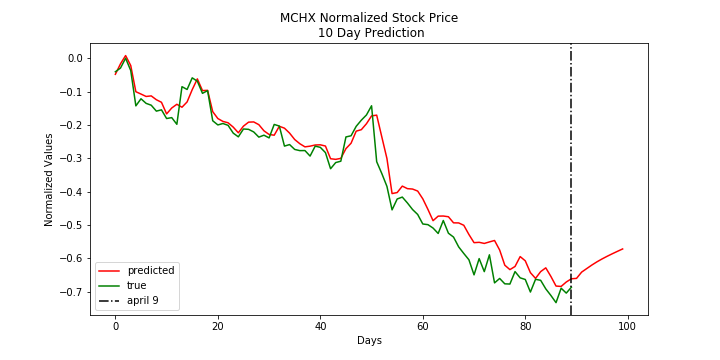 MCHX Normalized Stock Price
10 Day Prediction
Normalized Values
0.0
−0.1
−0.2
−0.3
−0.4
−0.5
−0.6
−0.7
predicted
true
april 9
0
20
40
60
80
100
Days